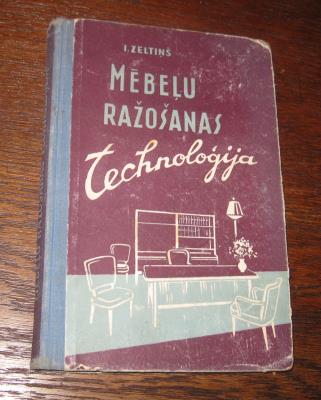 I. ZELTIŅŠ
MĒBEĻU
RAŽOŠANAS
technoloģija